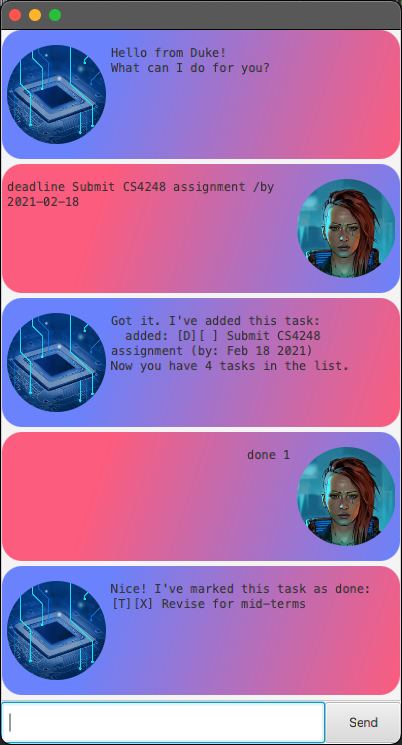 Hello from Duke!
What can I do for you?
deadline Submit CS4248 assignment /by
2021-02-18
Got it. I've added this task:
  added: [D][ ] Submit CS4248
assignment (by: Feb 18 2021)
Now you have 4 tasks in the list.
done 1
Nice! I've marked this task as done:
[T][X] Revise for mid-terms
Send